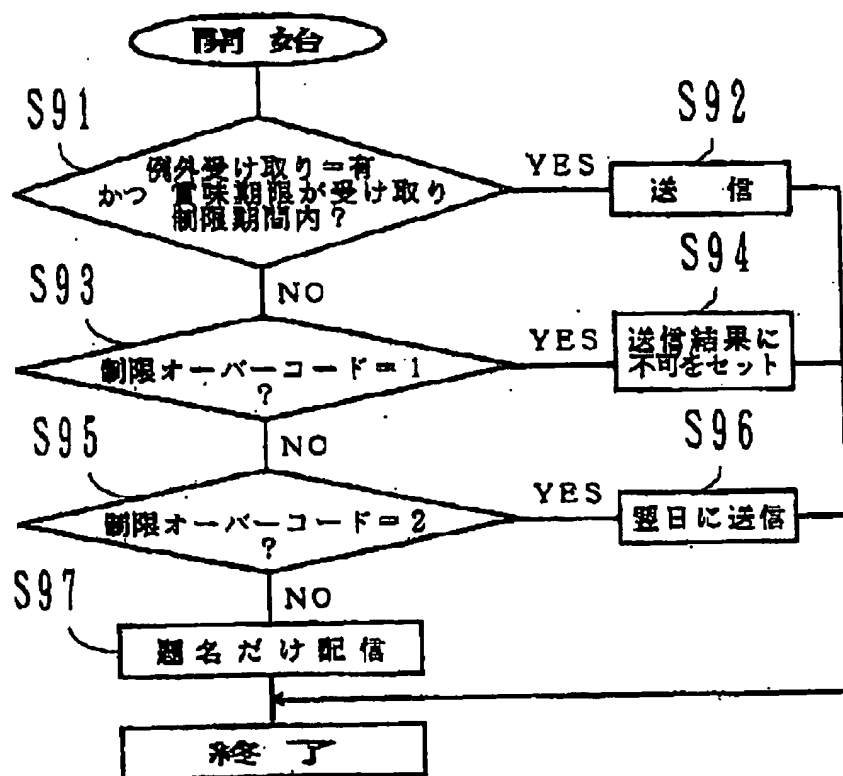 開始
S91
例外受け取り=有
かつ 賞味期限が受け取り
制限期間内?
YES
S92
送信
NO
S93
制限オーバーコード=1
?
YES
S94
送信結果に
不可をセット
NO
S95
制限オーバーコード=2
?
YES
S96
翌日に送信
NO
S97
題名だけ配信
終了